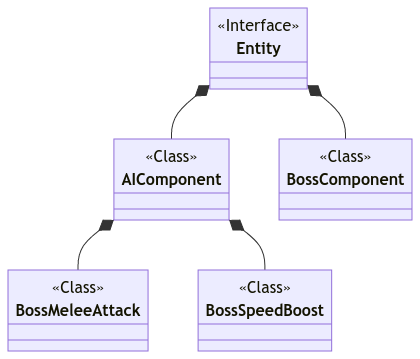 «Interface»
Entity
«Class»
AIComponent
«Class»
BossComponent
«Class»
BossMeleeAttack
«Class»
BossSpeedBoost